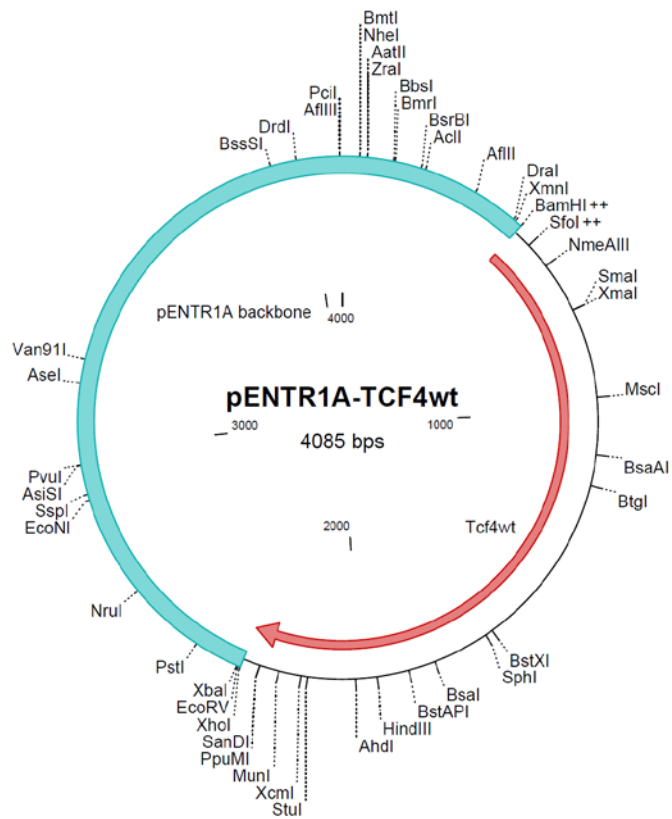 BmtI
NheI
AatII
ZraI
BbsI
BmrI
BsrBI
AclI
AflII
DraI
XmnI
BamHI ++
SfoI ++
NmeAIII
SmaI
XmaI
MscI
BsaAI
BtgI
BstXI
SphI
BsaI
BstAPI
HindIII
AhdI
StuI
XcmI
MunI
PpuMI
SanDI
XhoI
EcoRV
XbaI
PstI
NruI
EcoNI
SspI
AsiSI
PvuI
AseI
Van91I
BssSI
DrdI
AflIII
PciI
pENTR1A backbone
4000
pENTR1A-TCF4wt
4085 bps
3000
1000
2000
Tcf4wt